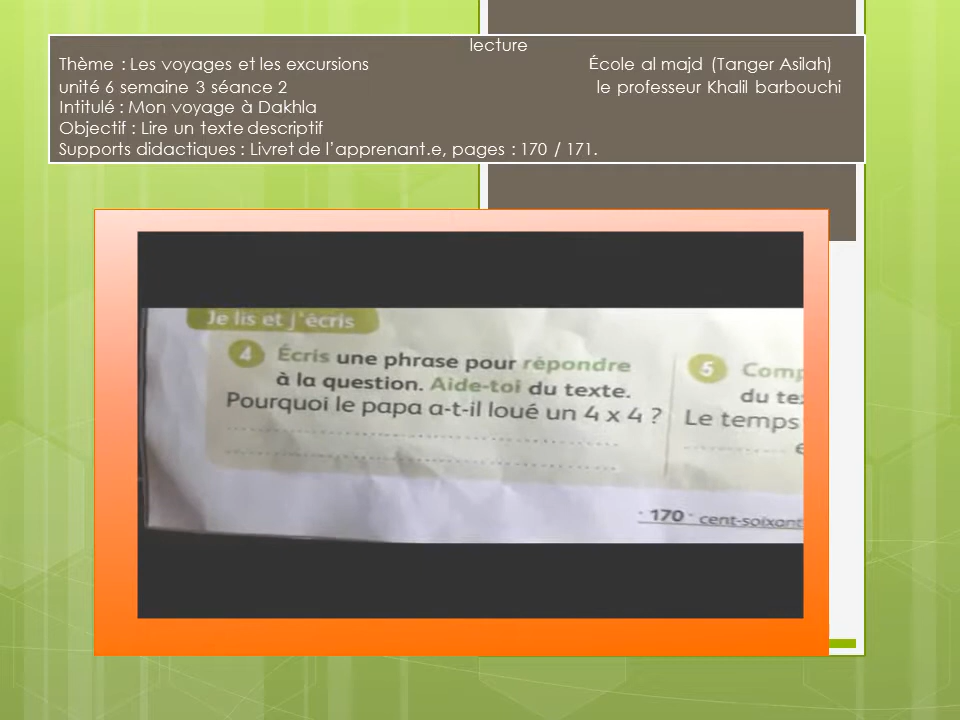 lecture
Thème : Les voyages et les excursions École al majd (Tanger Asilah)
unité 6 semaine 3 séance 2 le professeur Khalil barbouchi
Intitulé : Mon voyage à Dakhla
Objectif : Lire un texte descriptif
Supports didactiques : Livret de l’apprenant.e, pages : 170 / 171.
Je lis et j'écris
4 Écris une phrase pour répondre
à la question. Aide-toi du texte.
Pourquoi le papa a-t-il loué un 4 x 4 ?
5
du
Le temps
170